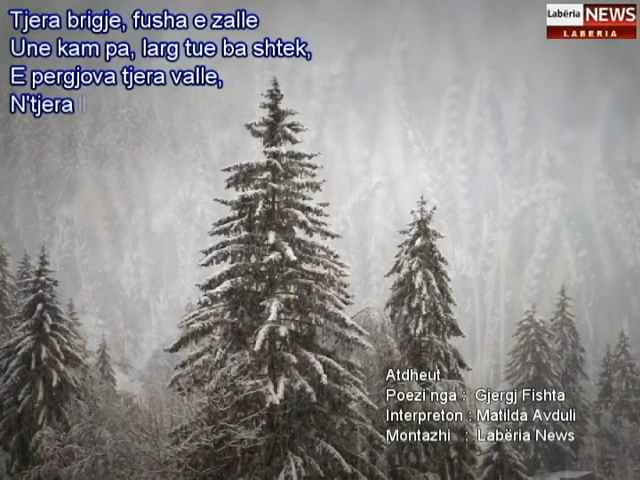 Tjera brigje, fusha e zalle
Une kam pa, larg tue ba shtek,
E pergjova tjera valle,
N'tjera
Labëria NEWS
LABERIA
Atdheut
Poezi nga : Gjergj Fishta
Interpreton : Matilda Avduli
Montazhi : Labëria News